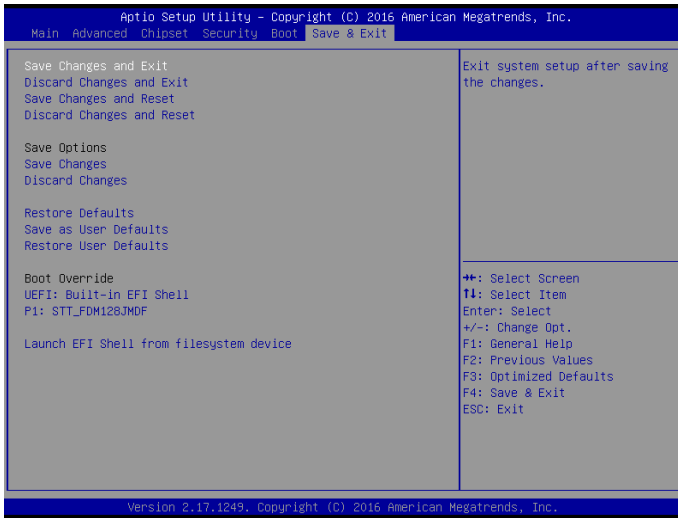 Aptio Setup Utility – Copyright (C) 2016 American Megatrends, Inc.
Main Advanced Chipset Security Boot Save & Exit
Save Changes and Exit
Discard Changes and Exit
Save Changes and Reset
Discard Changes and Reset
Save Options
Save Changes
Discard Changes
Restore Defaults
Save as User Defaults
Restore User Defaults
Boot Override
UEFI: Built-in EFI Shell
P1: STT_FDM128JMDF
Launch EFI Shell from filesystem device
Exit system setup after saving
the changes.
→←: Select Screen
↑↓: Select Item
Enter: Select
+/-: Change Opt.
F1: General Help
F2: Previous Values
F3: Optimized Defaults
F4: Save & Exit
ESC: Exit
Version 2.17.1249. Copyright (C) 2016 American Megatrends, Inc.